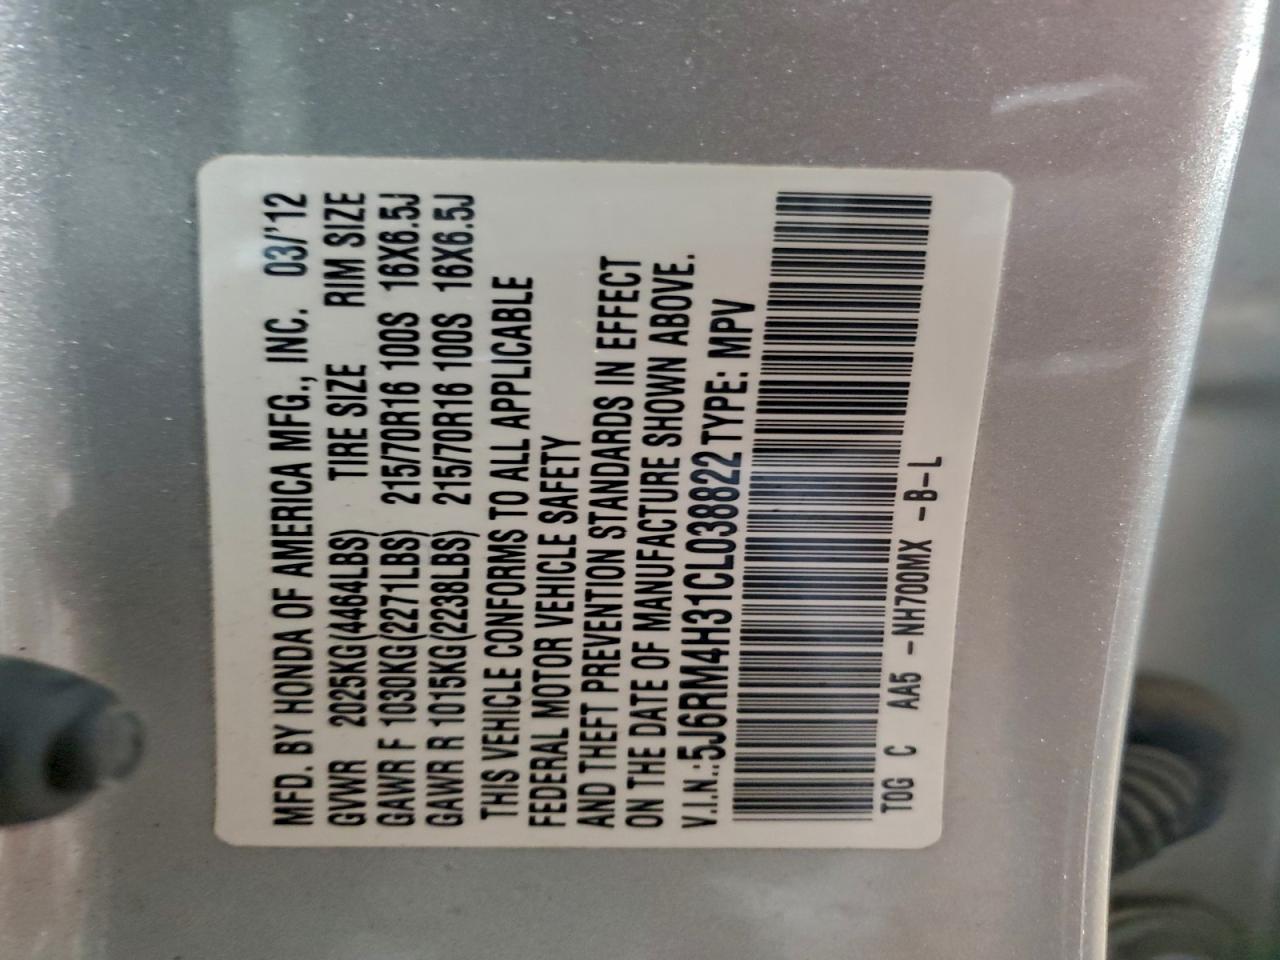 MFD. BY HONDA OF AMERICA MFG., INC. 03/'12
GVWR 2025KG(4464LBS) TIRE SIZE RIM SIZE
GAWR F 1030KG(2271LBS) 215/70R16 100S 16X6.5J
GAWR R 1015KG(2238LBS) 215/70R16 100S 16X6.5J
THIS VEHICLE CONFORMS TO ALL APPLICABLE
FEDERAL MOTOR VEHICLE SAFETY
AND THEFT PREVENTION STANDARDS IN EFFECT
ON THE DATE OF MANUFACTURE SHOWN ABOVE.
V.I.N.:5J6RM4H31CL038822 TYPE: MPV
TOG C AA5 -NH700MX -B-L